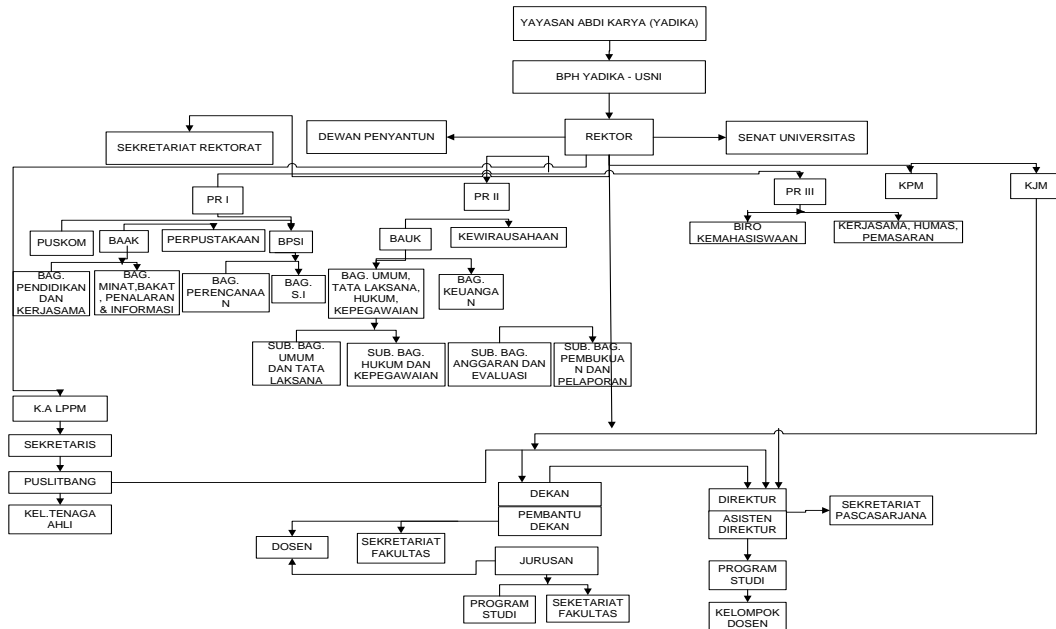 YAYASAN ABDI KARYA (YADIKA)
BPH YADIKA - USNI
DEWAN PENYANTUN
REKTOR
SENAT UNIVERSITAS
SEKRETARIAT REKTORAT
PR I
PR II
PR III
KPM
KJM
PUSKOM
BAAK
PERPUSTAKAAN
BPSI
BAUK
KEWIRAUSAHAAN
BIRO
KEMAHASISWAAN
KERJASAMA, HUMAS,
PEMASARAN
BAG.
PENDIDIKAN
DAN
KERJASAMA
BAG.
MINAT,BAKAT
, PENALARAN
& INFORMASI
BAG.
PERENCANAA
N
BAG.
S.I
BAG. UMUM,
TATA LAKSANA,
HUKUM,
KEPEGAWAIAN
BAG.
KEUANGA
N
SUB. BAG.
UMUM
DAN TATA
LAKSANA
SUB. BAG.
HUKUM DAN
KEPEGAWAIAN
SUB. BAG.
ANGGARAN DAN
EVALUASI
SUB. BAG.
PEMBUKUA
N DAN
PELAPORAN
K.A LPPM
SEKRETARIS
PUSLITBANG
KEL.TENAGA
AHLI
DEKAN
PEMBANTU
DEKAN
DOSEN
SEKRETARIAT
FAKULTAS
JURUSAN
PROGRAM
STUDI
SEKETARIAT
FAKULTAS
DIREKTUR
ASISTEN
DIREKTUR
SEKRETARIAT
PASCASARJANA
PROGRAM
STUDI
KELOMPOK
DOSEN